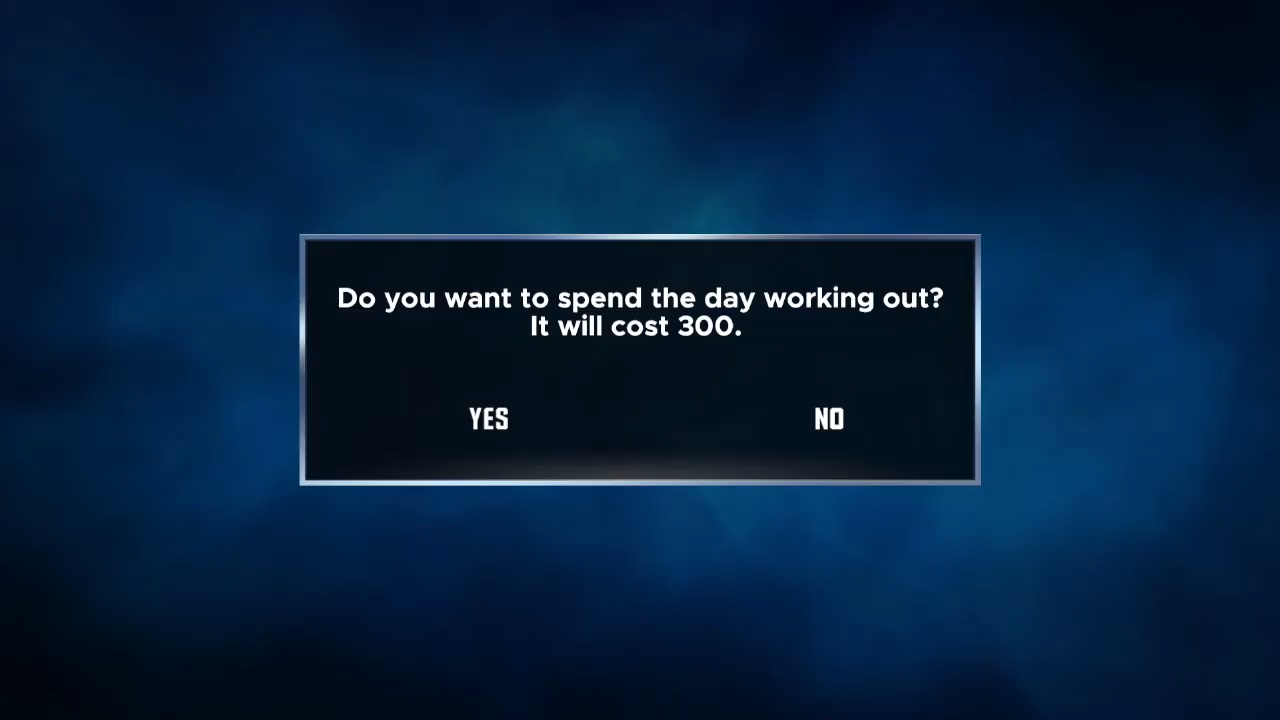 Do you want to spend the day working out?
It will cost 300.
YES
NO